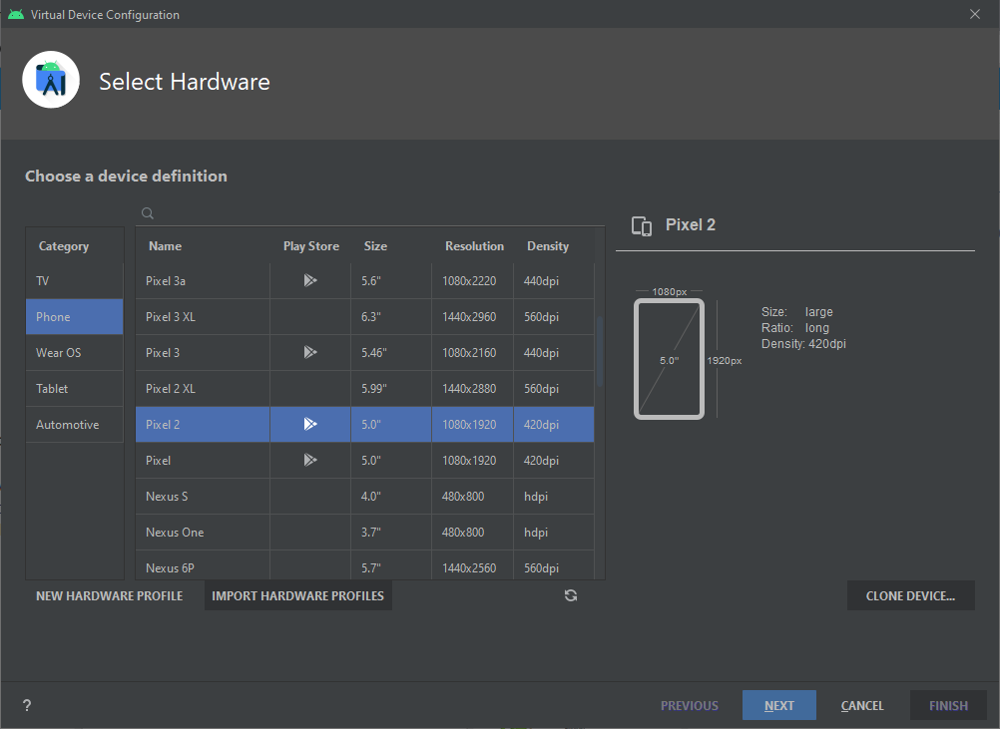 Virtual Device Configuration
Select Hardware
Choose a device definition
Category
TV
Phone
Wear OS
Tablet
Automotive
Name Play Store Size Resolution Density
Pixel 3a 5.6" 1080x2220 440dpi
Pixel 3 XL 6.3" 1440x2960 560dpi
Pixel 3 5.46" 1080x2160 440dpi
Pixel 2 XL 5.99" 1440x2880 560dpi
Pixel 2 5.0" 1080x1920 420dpi
Pixel 5.0" 1080x1920 420dpi
Nexus S 4.0" 480x800 hdpi
Nexus One 3.7" 480x800 hdpi
Nexus 6P 5.7" 1440x2560 560dpi
NEW HARDWARE PROFILE IMPORT HARDWARE PROFILES
Pixel 2
1080px
5.0"
1920px
Size: large
Ratio: long
Density: 420dpi
CLONE DEVICE...
? PREVIOUS NEXT CANCEL FINISH